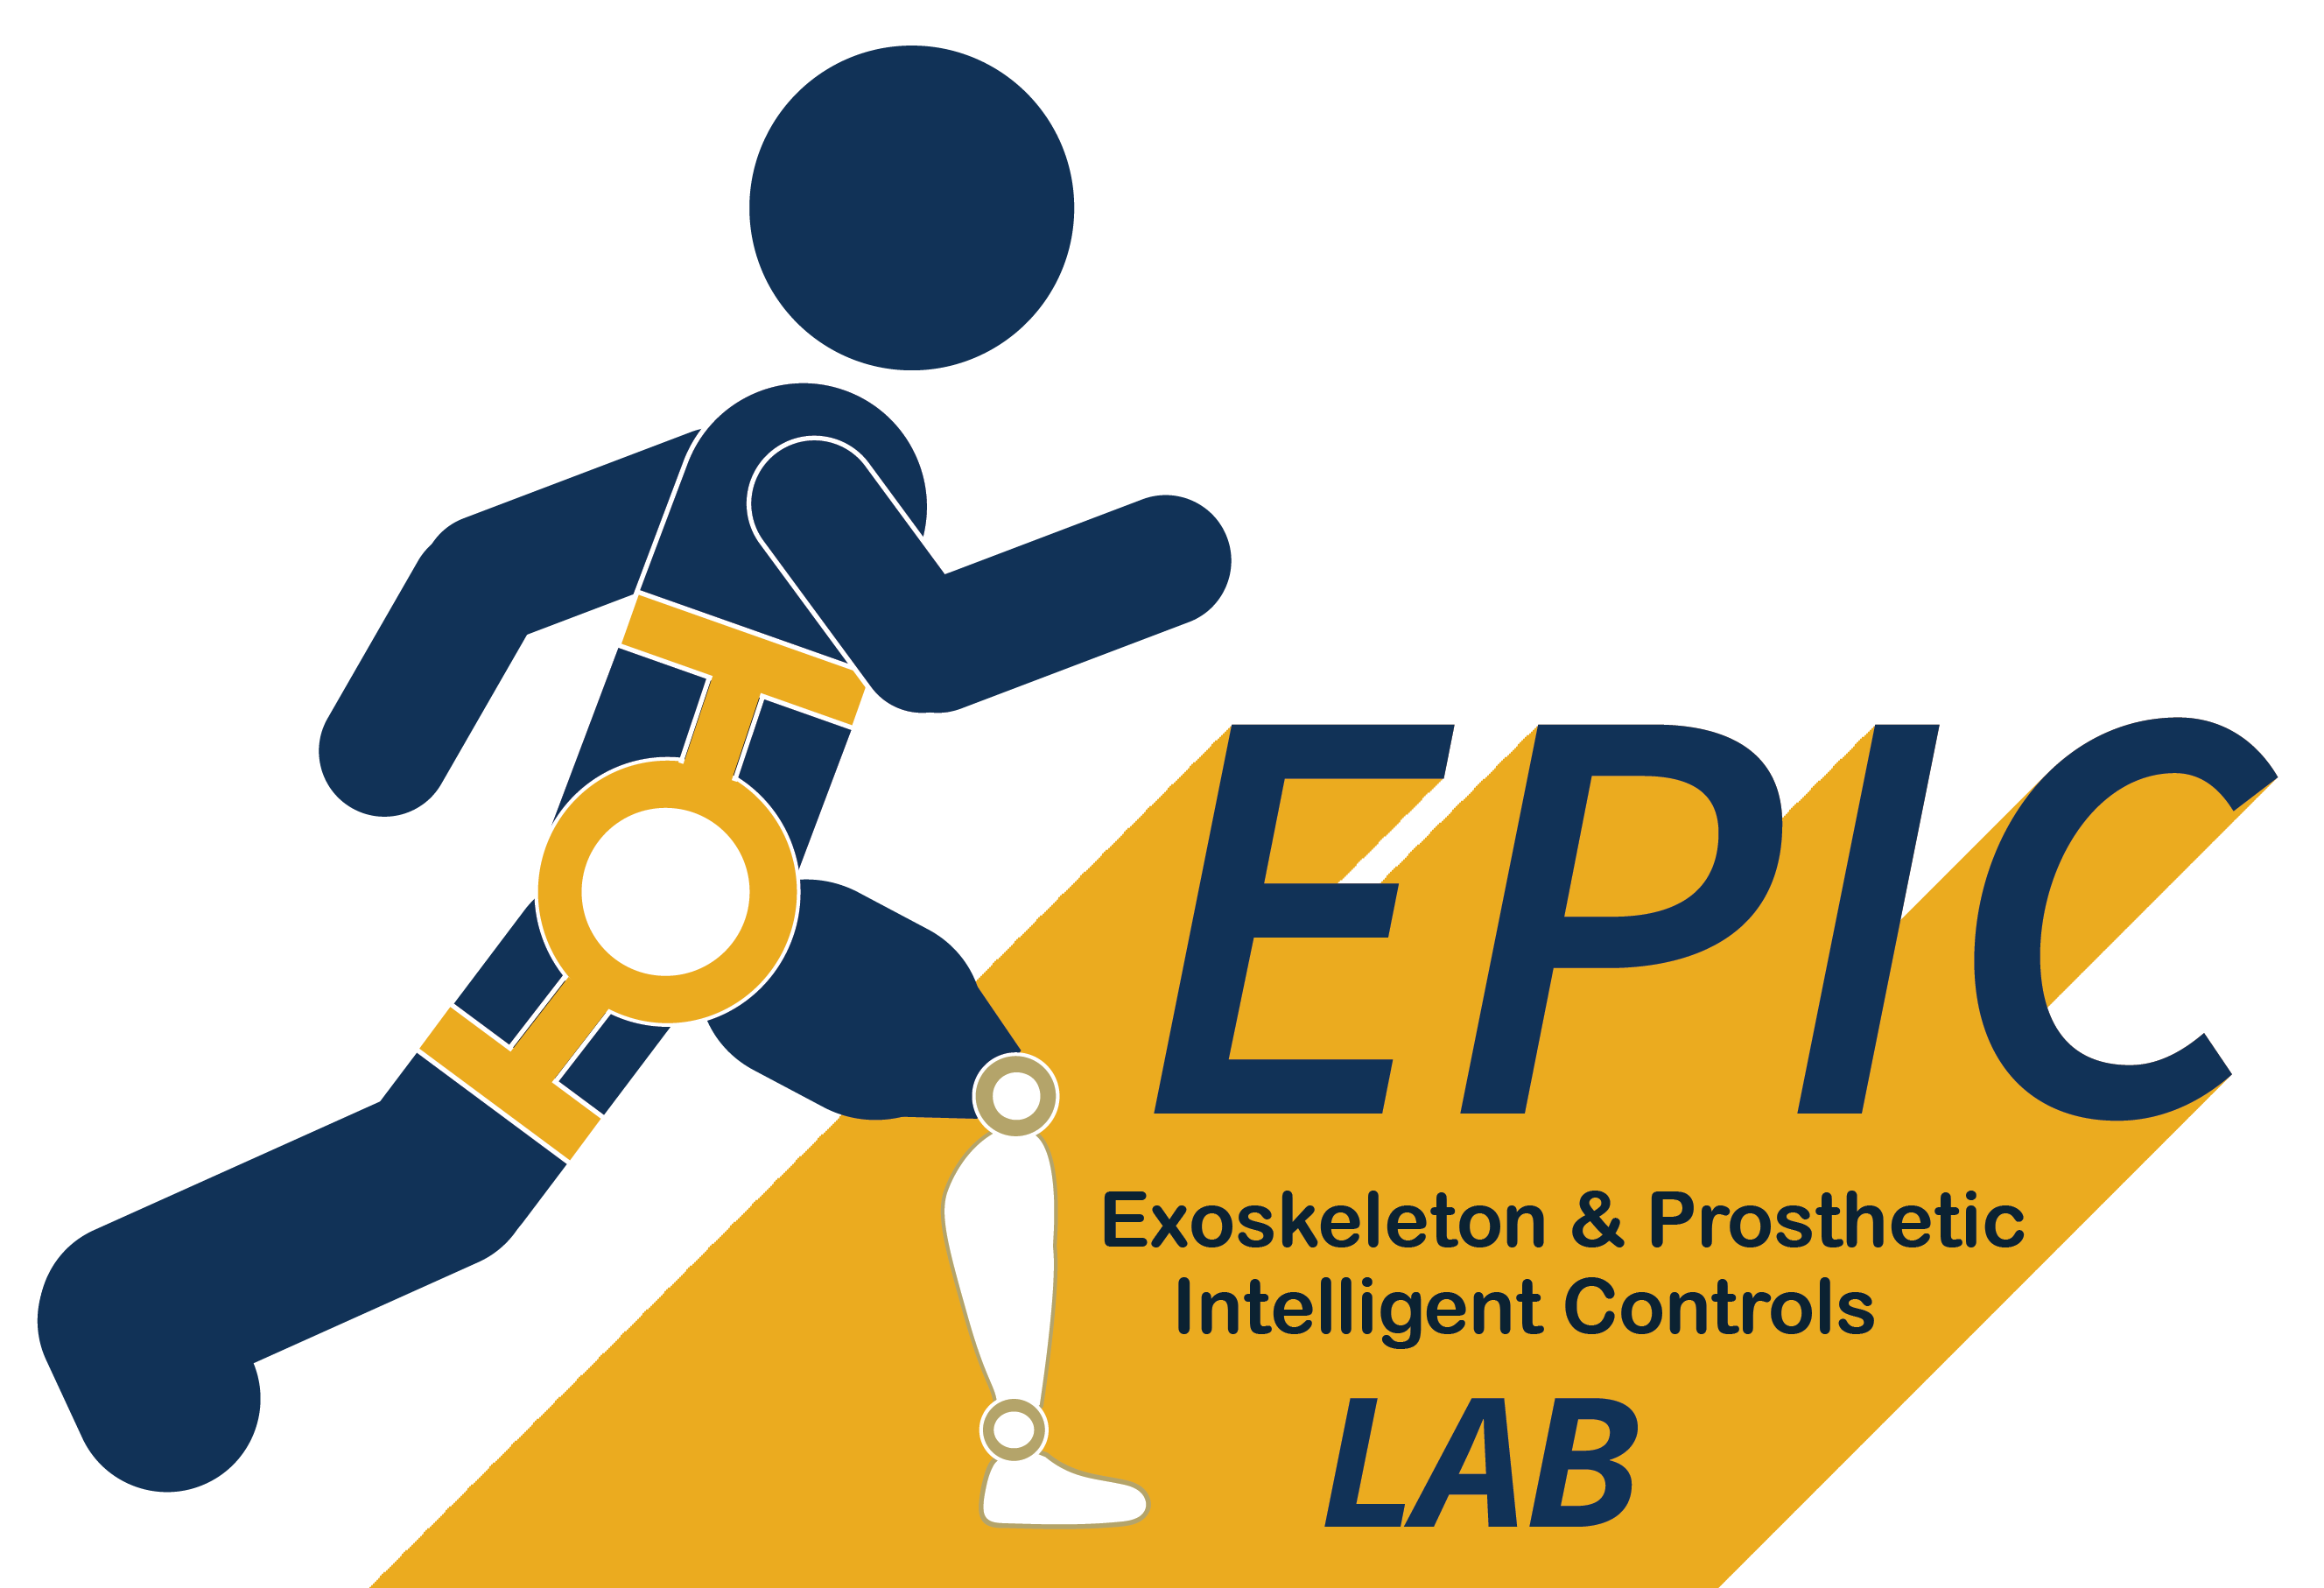 EPIC
Exoskeleton & Prosthetic
Intelligent Controls
LAB